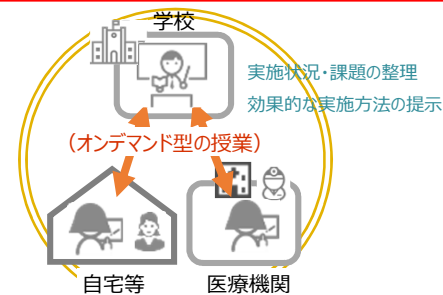 学校
実施状況・課題の整理
効果的な実施方法の提示
（オンデマンド型の授業）
自宅等
医療機関